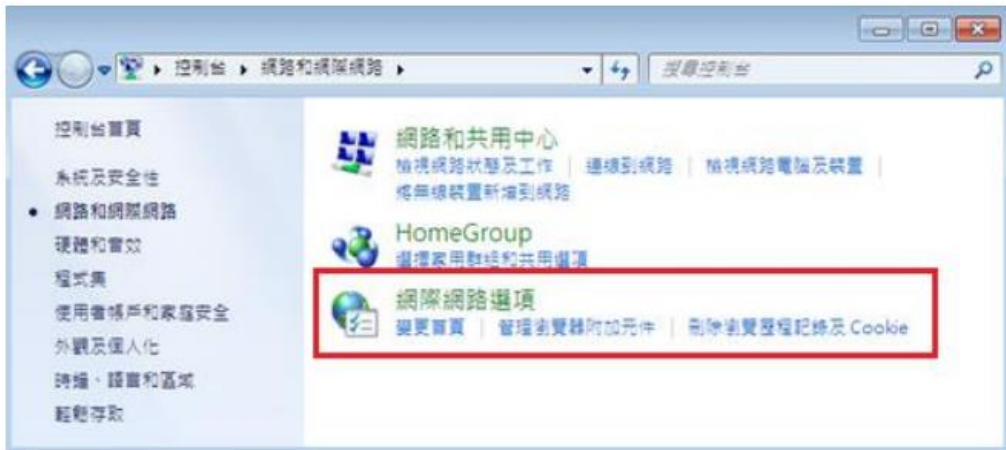 控制台 ▸ 網路和網際網路 ▸
搜尋控制台
控制台首頁
系統及安全性
網路和網際網路
硬體和音效
程式集
使用者帳戶和家庭安全
外觀及個人化
時鐘、語言和區域
輕鬆存取
網路和共用中心
檢視網路狀態及工作 | 連線到網路 | 檢視網路電腦及裝置 |
將無線裝置新增到網路
HomeGroup
選擇家用群組和共用選項
網際網路選項
變更首頁 | 管理瀏覽器附加元件 | 刪除瀏覽歷程記錄及 Cookie